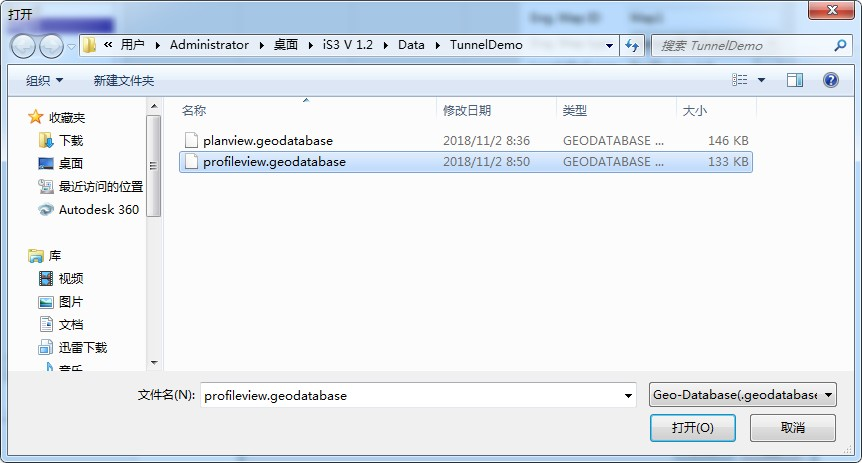 打开
« 用户 Administrator 桌面 iS3 V 1.2 Data TunnelDemo 搜索 TunnelDemo
组织 新建文件夹
收藏夹
下载
桌面
最近访问的位置
Autodesk 360
库
视频
图片
文档
迅雷下载
音乐
名称 修改日期 类型 大小
planview.geodatabase 2018/11/2 8:36 GEODATABASE ... 146 KB
profileview.geodatabase 2018/11/2 8:50 GEODATABASE ... 133 KB
文件名(N): profileview.geodatabase Geo-Database(.geodatabase
打开(O) 取消